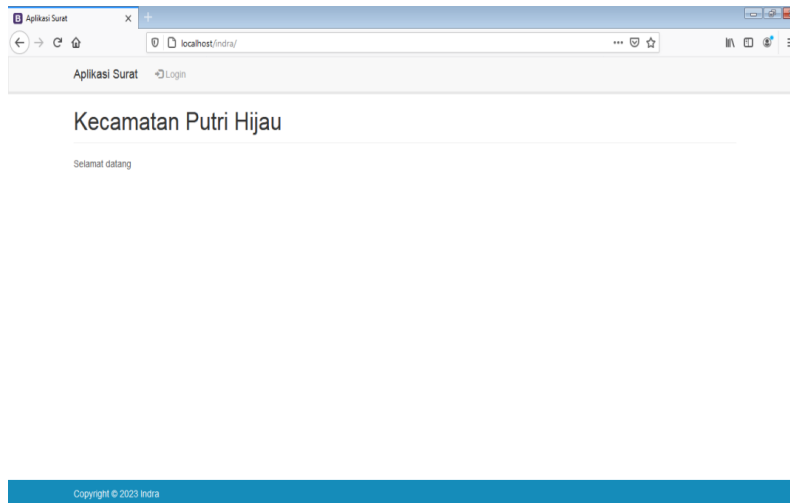 Aplikasi Surat
localhost/indra/
Aplikasi Surat Login
Kecamatan Putri Hijau
Selamat datang
Copyright © 2023 Indra